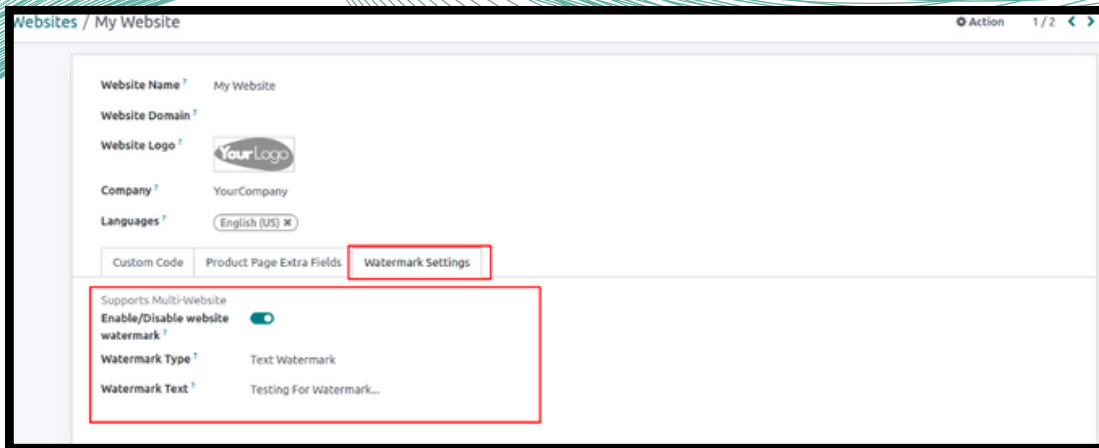 Websites / My Website
Action 1 / 2
Website Name ? My Website
Website Domain ?
Website Logo ? YourLogo
Company ? YourCompany
Languages ? English (US) ✖
Custom Code Product Page Extra Fields Watermark Settings
Supports Multi-Website
Enable/Disable website
watermark ?
Watermark Type ? Text Watermark
Watermark Text ? Testing For Watermark...